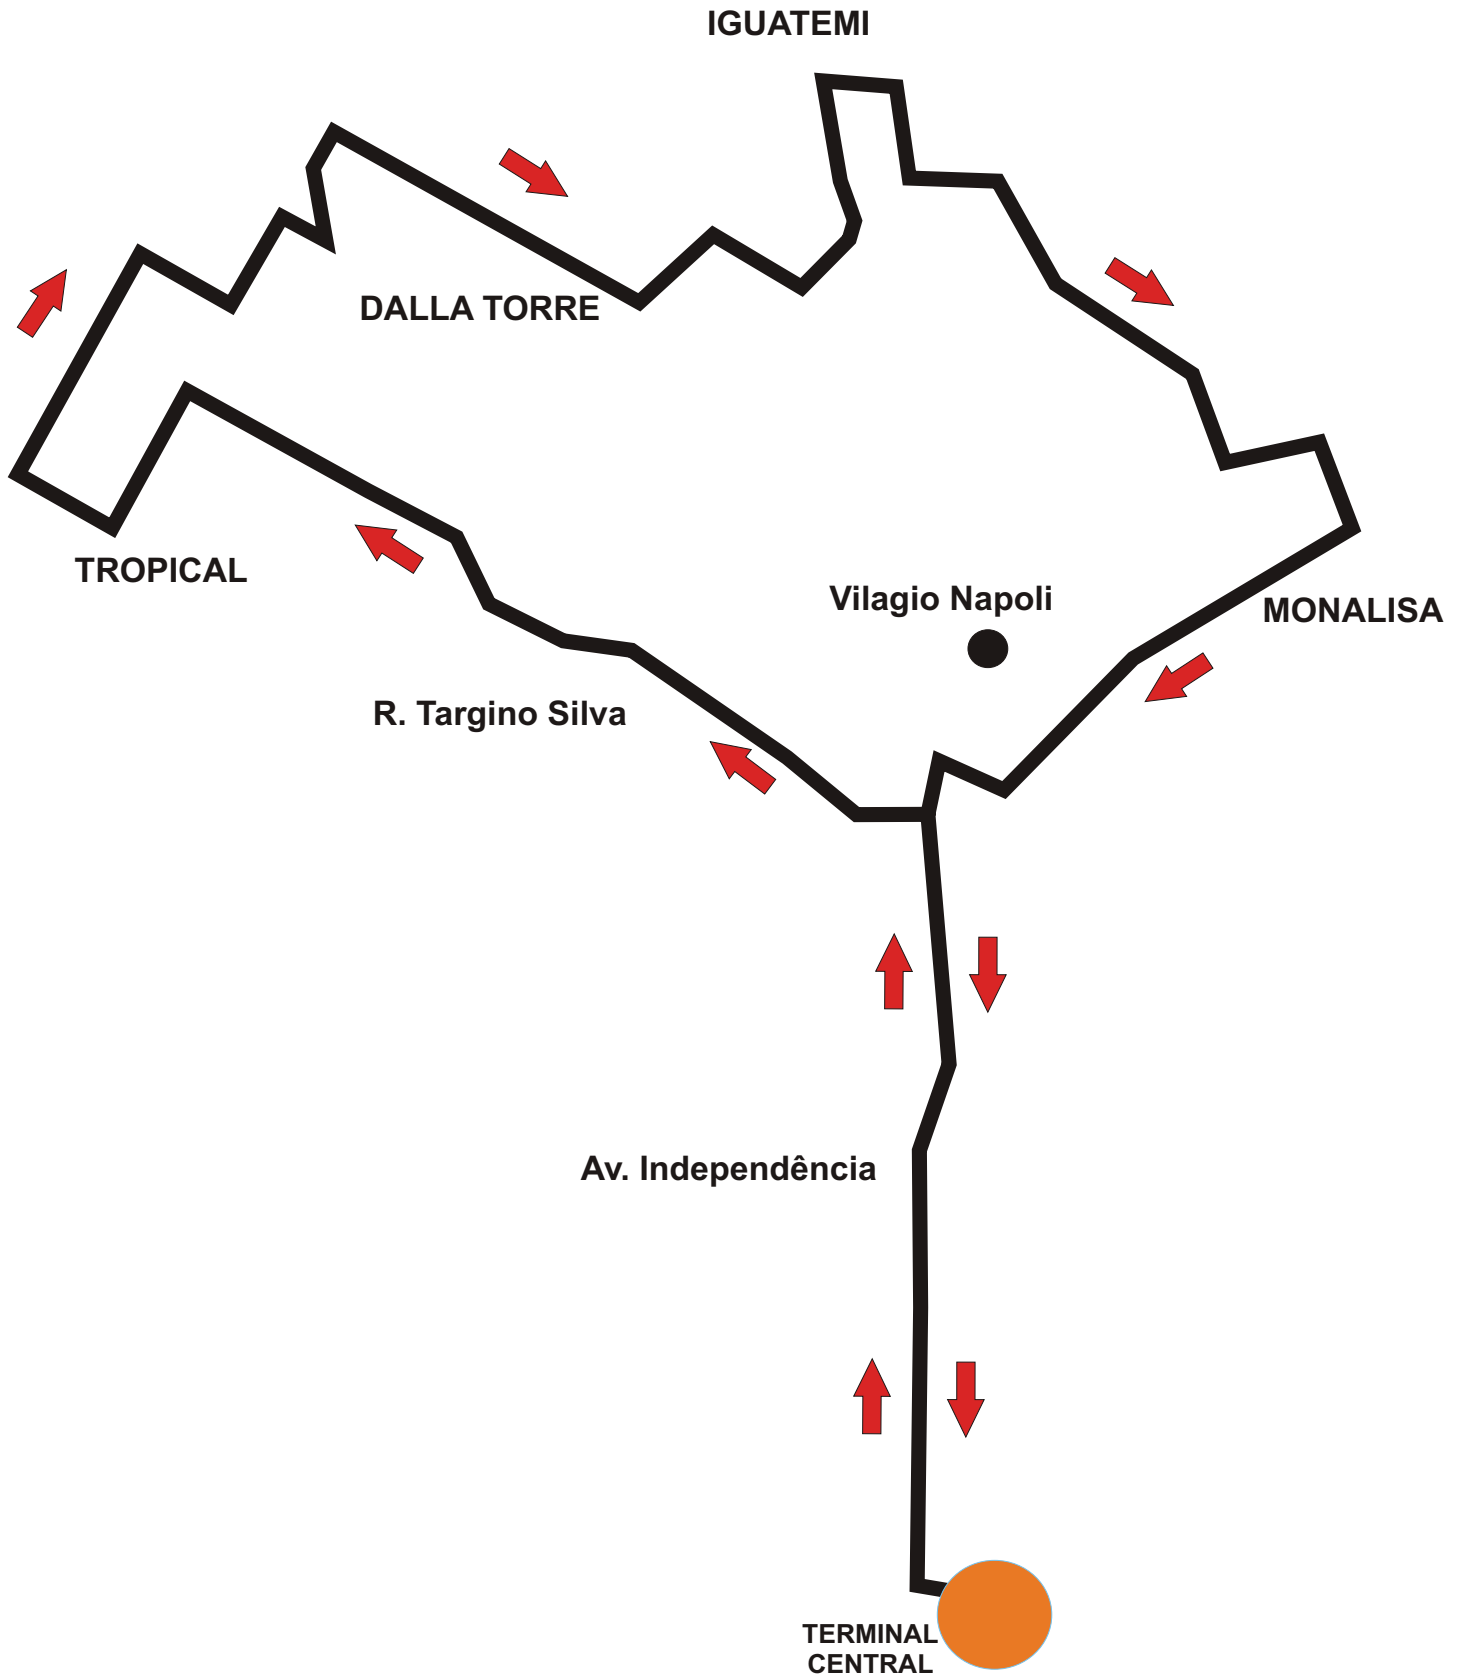 IGUATEMI
DALLA TORRE
TROPICAL
Vilagio Napoli
MONALISA
R. Targino Silva
Av. Independência
TERMINAL
CENTRAL